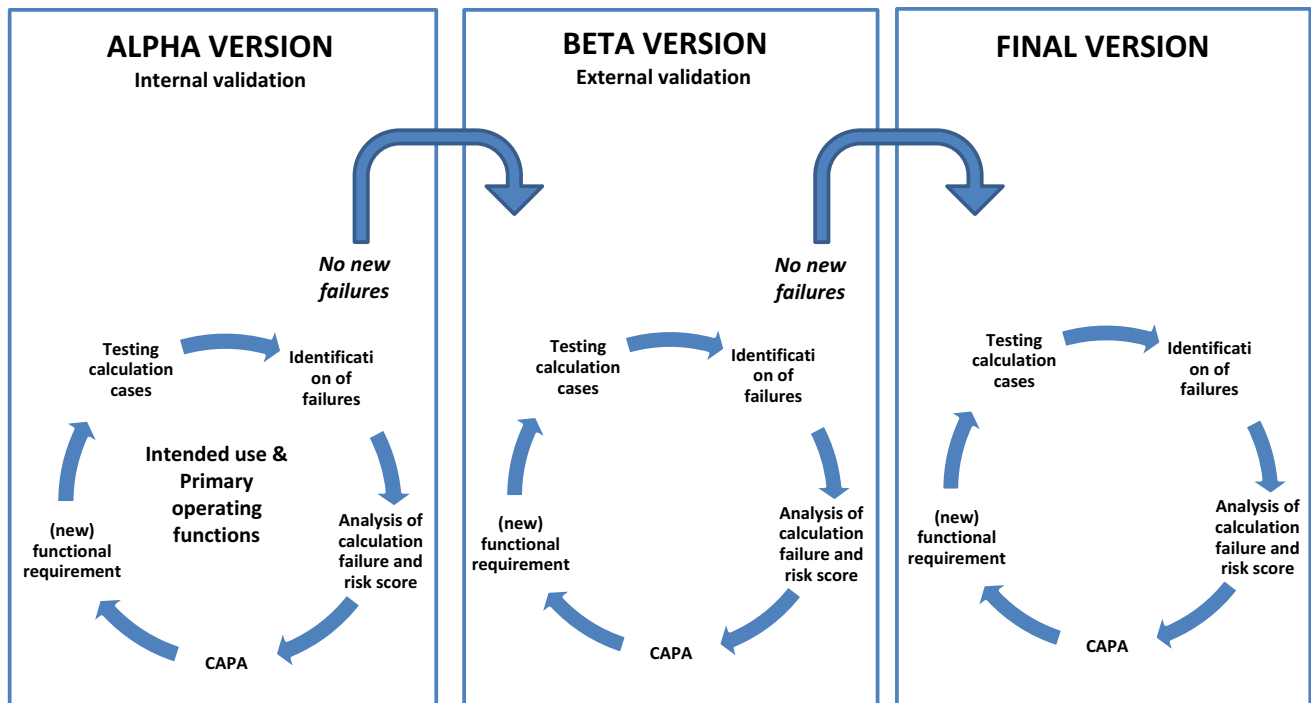 ALPHA VERSION
Internal validation
No new
failures
Testing
calculation
cases
Identificati
on of
failures
Intended use &
Primary
operating
functions
Analysis of
calculation
failure and
risk score
(new)
functional
requirement
CAPA
BETA VERSION
External validation
No new
failures
Testing
calculation
cases
Identificati
on of
failures
Analysis of
calculation
failure and
risk score
(new)
functional
requirement
CAPA
FINAL VERSION
Testing
calculation
cases
Identificati
on of
failures
Analysis of
calculation
failure and
risk score
(new)
functional
requirement
CAPA